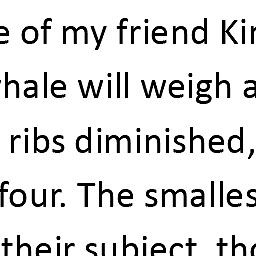 e of my friend Kin
whale will weigh a
ribs diminished,
four. The smalles
their subject, tho